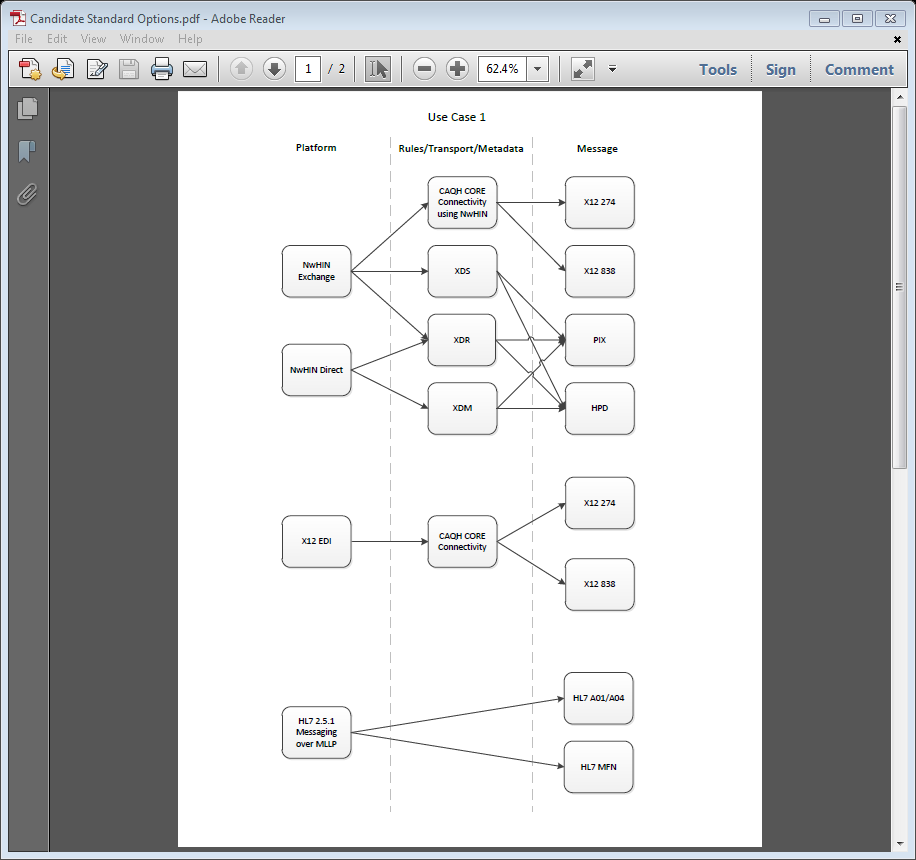 Candidate Standard Options.pdf - Adobe Reader
File Edit View Window Help
1 / 2 62.4% Tools Sign Comment
Use Case 1
Platform Rules/Transport/Metadata Message
CAQH CORE
Connectivity
using NwHIN
X12 274
NwHIN
Exchange
XDS
X12 838
XDR
PIX
NwHIN Direct
XDM
HPD
X12 274
X12 EDI
CAQH CORE
Connectivity
X12 838
HL7 A01/A04
HL7 2.5.1
Messaging
over MLLP
HL7 MFN